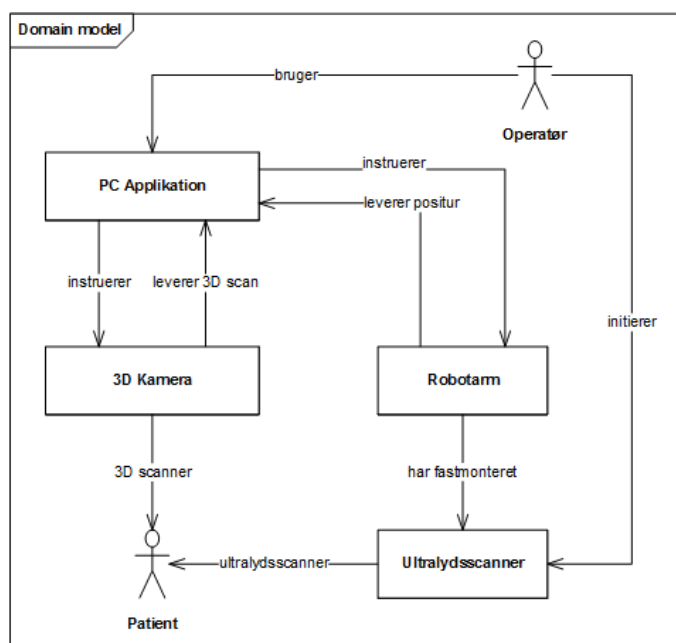 Domain model
bruger
Operatør
PC Applikation
instruerer
leverer positur
instruerer
leverer 3D scan
initierer
3D Kamera
Robotarm
3D scanner
har fastmonteret
ultralydsscanner
Ultralydsscanner
Patient